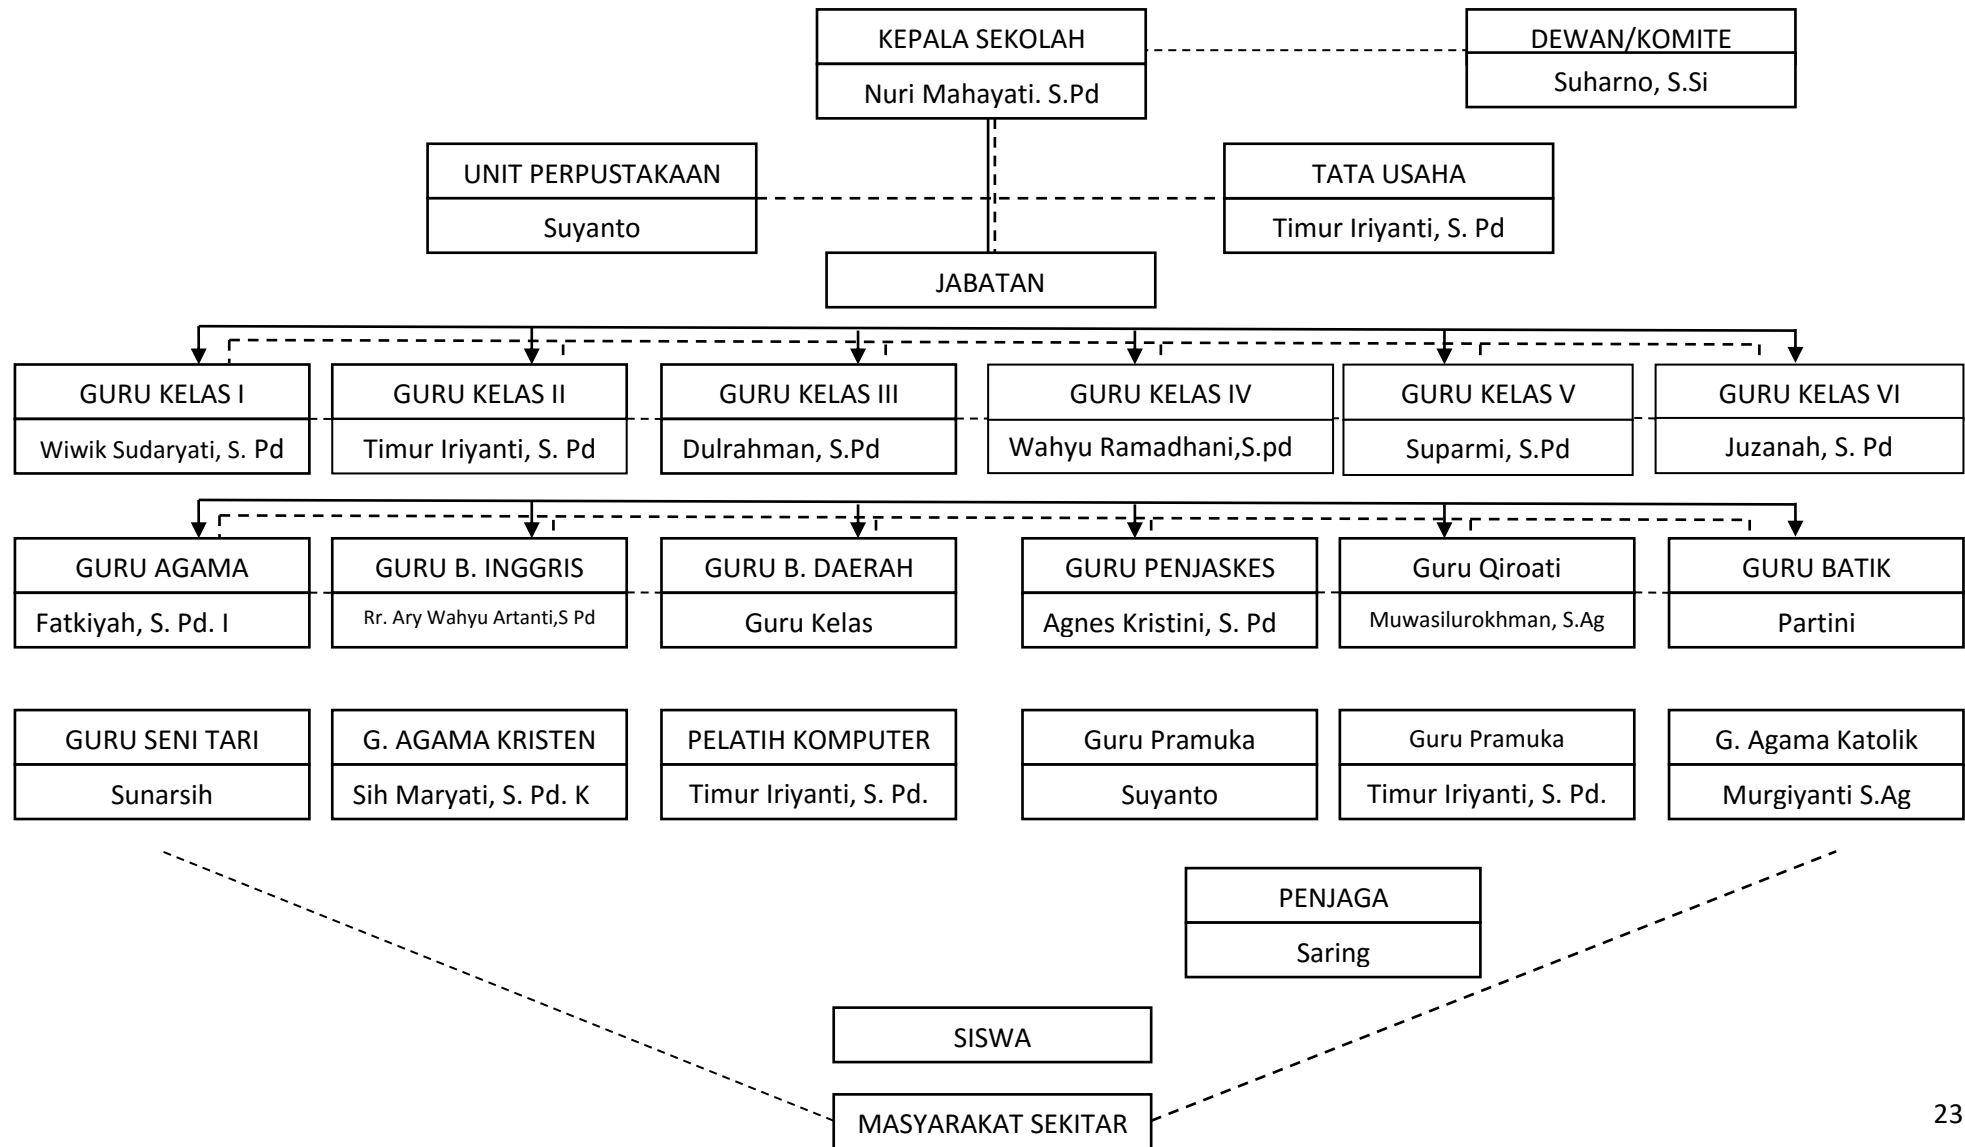 KEPALA SEKOLAH
Nuri Mahayati. S.Pd
DEWAN/KOMITE
Suharno, S.Si
UNIT PERPUSTAKAAN
Suyanto
TATA USAHA
Timur Iriyanti, S. Pd
JABATAN
GURU KELAS I
Wiwik Sudaryati, S. Pd
GURU KELAS II
Timur Iriyanti, S. Pd
GURU KELAS III
Dulrahman, S.Pd
GURU KELAS IV
Wahyu Ramadhani,S.pd
GURU KELAS V
Suparmi, S.Pd
GURU KELAS VI
Juzanah, S. Pd
GURU AGAMA
Fatkiyah, S. Pd. I
GURU B. INGGRIS
Rr. Ary Wahyu Artanti,S Pd
GURU B. DAERAH
Guru Kelas
GURU PENJASKES
Agnes Kristini, S. Pd
Guru Qiroati
Muwasilurokhman, S.Ag
GURU BATIK
Partini
GURU SENI TARI
Sunarsih
G. AGAMA KRISTEN
Sih Maryati, S. Pd. K
PELATIH KOMPUTER
Timur Iriyanti, S. Pd.
Guru Pramuka
Suyanto
Guru Pramuka
Timur Iriyanti, S. Pd.
G. Agama Katolik
Murgiyanti S.Ag
PENJAGA
Saring
SISWA
MASYARAKAT SEKITAR
23